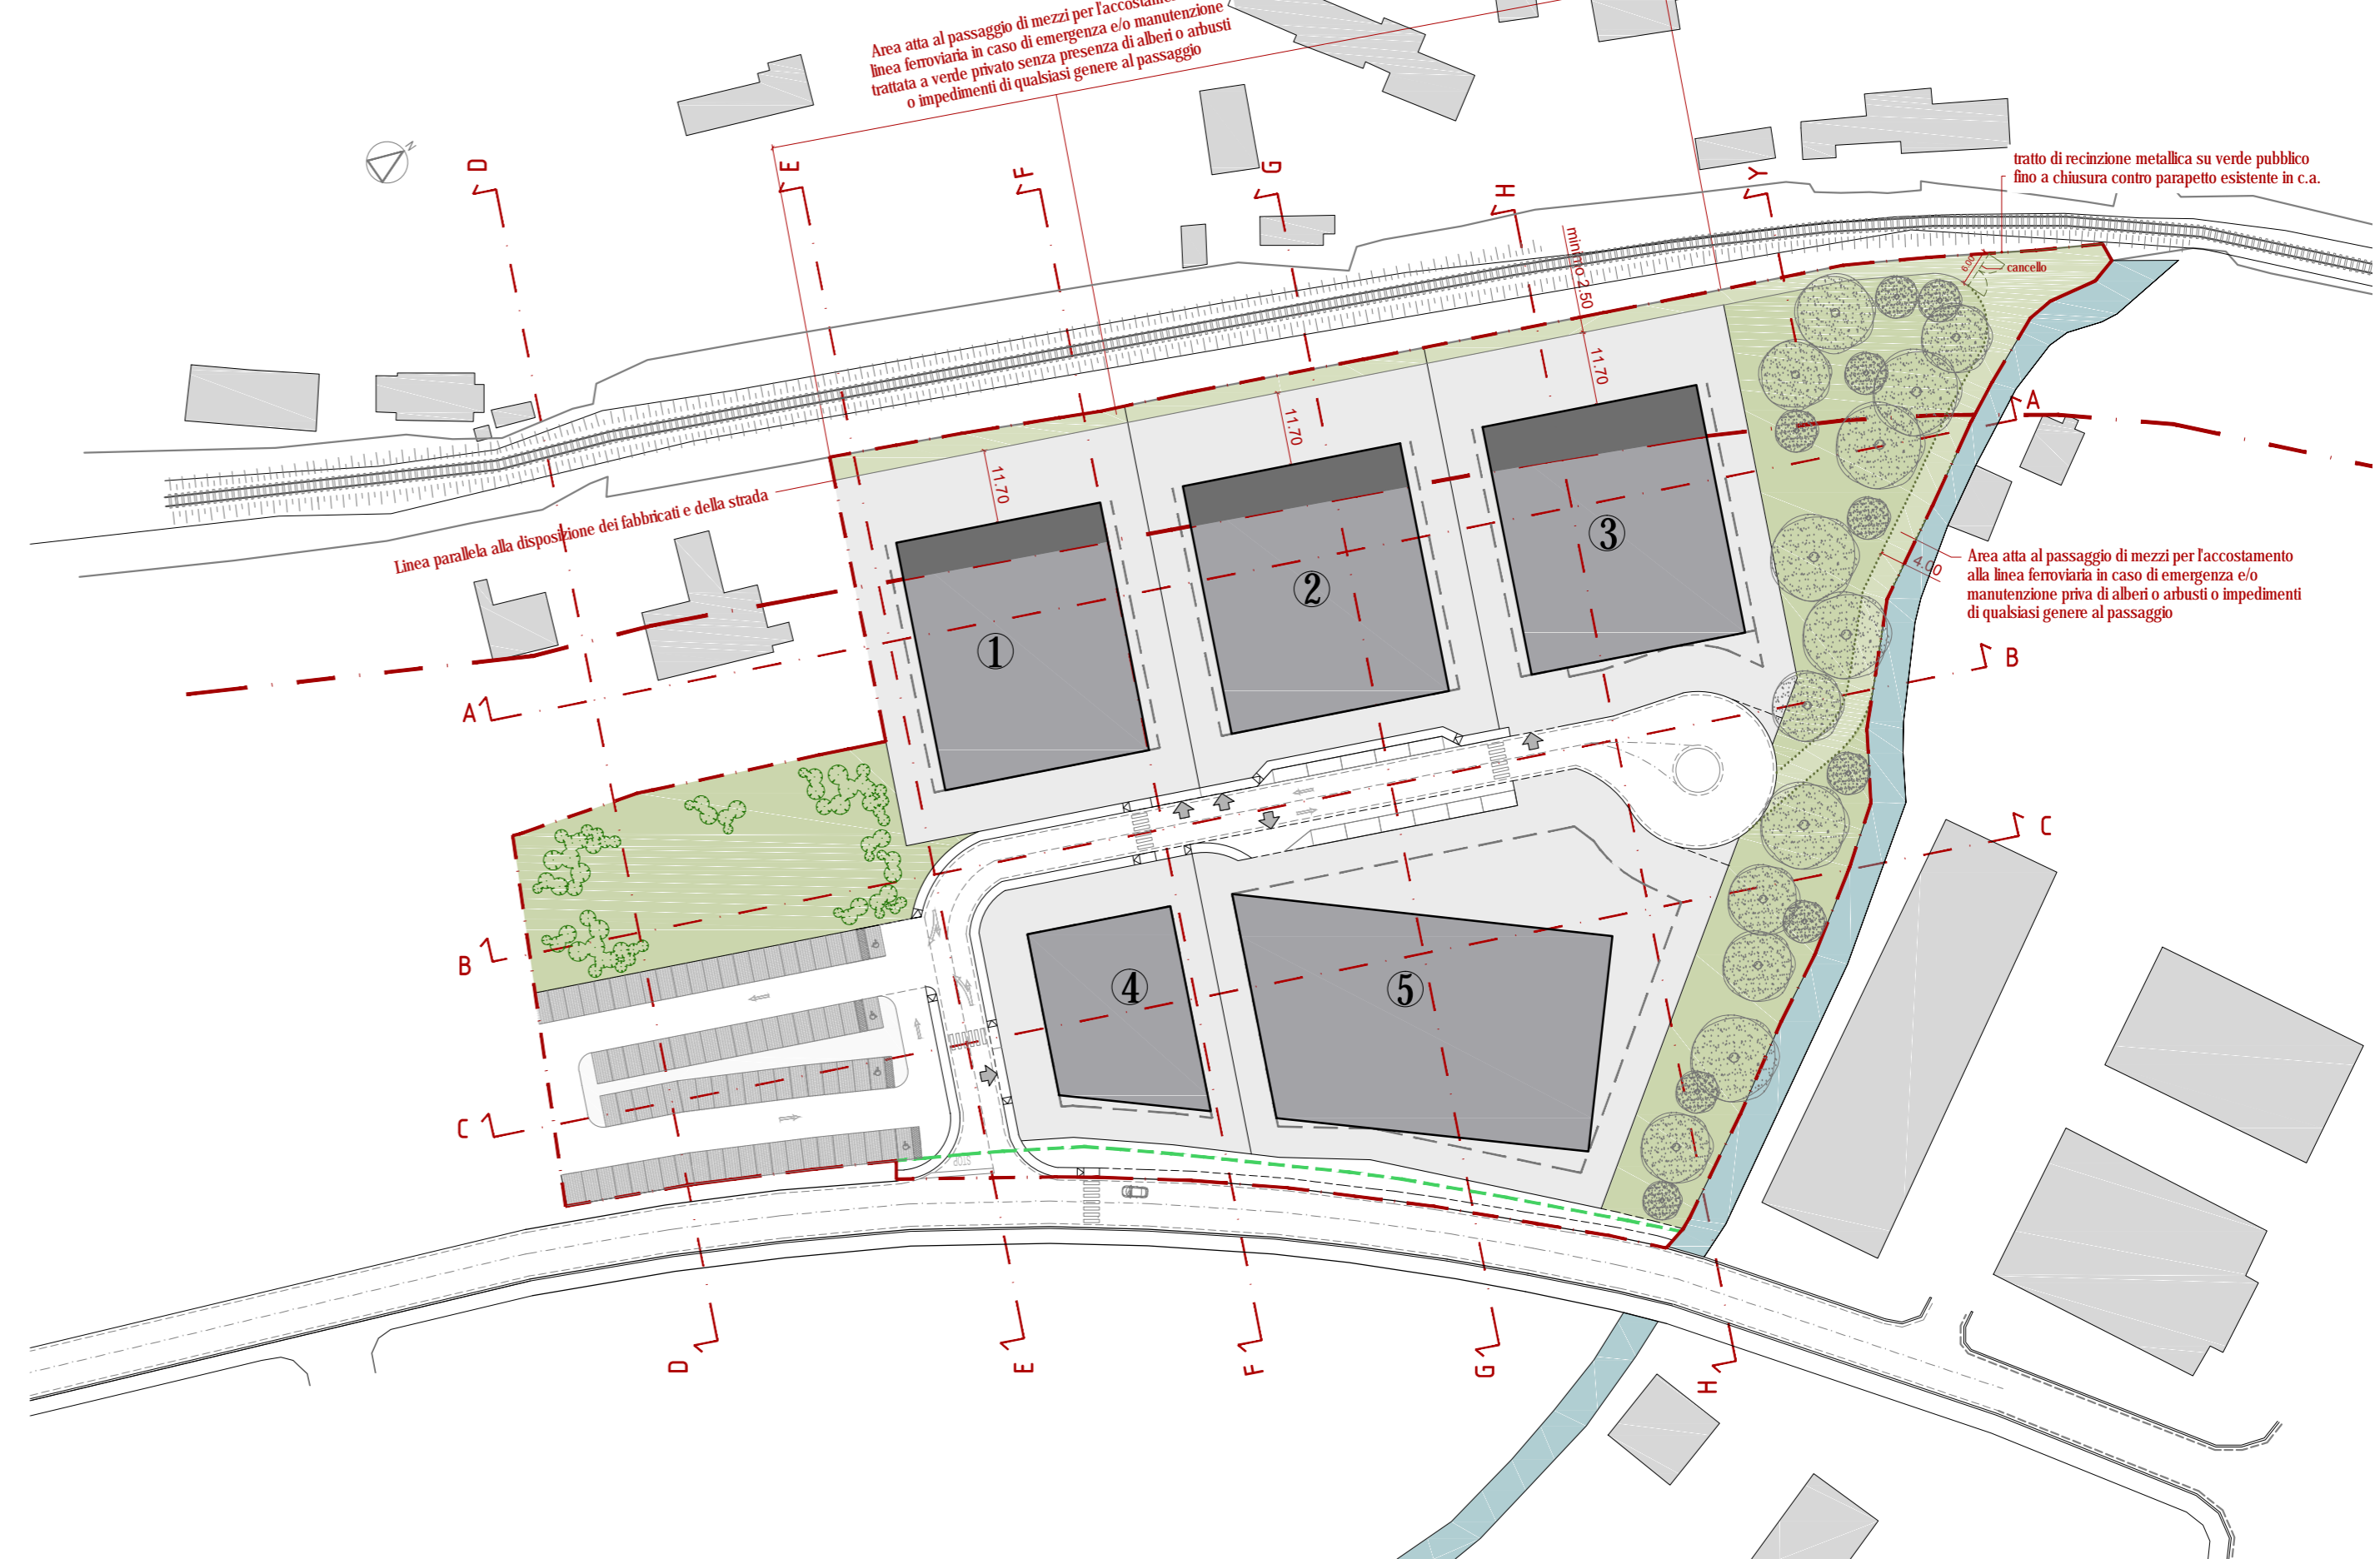 Area atta al passaggio di mezzi per l'accostamento
linea ferroviaria in caso di emergenza e/o manutenzione
trattata a verde privato senza presenza di alberi o arbusti
o impedimenti di qualsiasi genere al passaggio
N
D
E
F
G
H
Y
tratto di recinzione metallica su verde pubblico
fino a chiusura contro parapetto esistente in c.a.
minimo 2.50
6.00
cancello
11.70
11.70
11.70
A
Linea parallela alla disposizione dei fabbricati e della strada
1
2
3
4.00
Area atta al passaggio di mezzi per l'accostamento
alla linea ferroviaria in caso di emergenza e/o
manutenzione priva di alberi o arbusti o impedimenti
di qualsiasi genere al passaggio
A
B
C
B
4
5
C
STOP
D
E
F
G
H